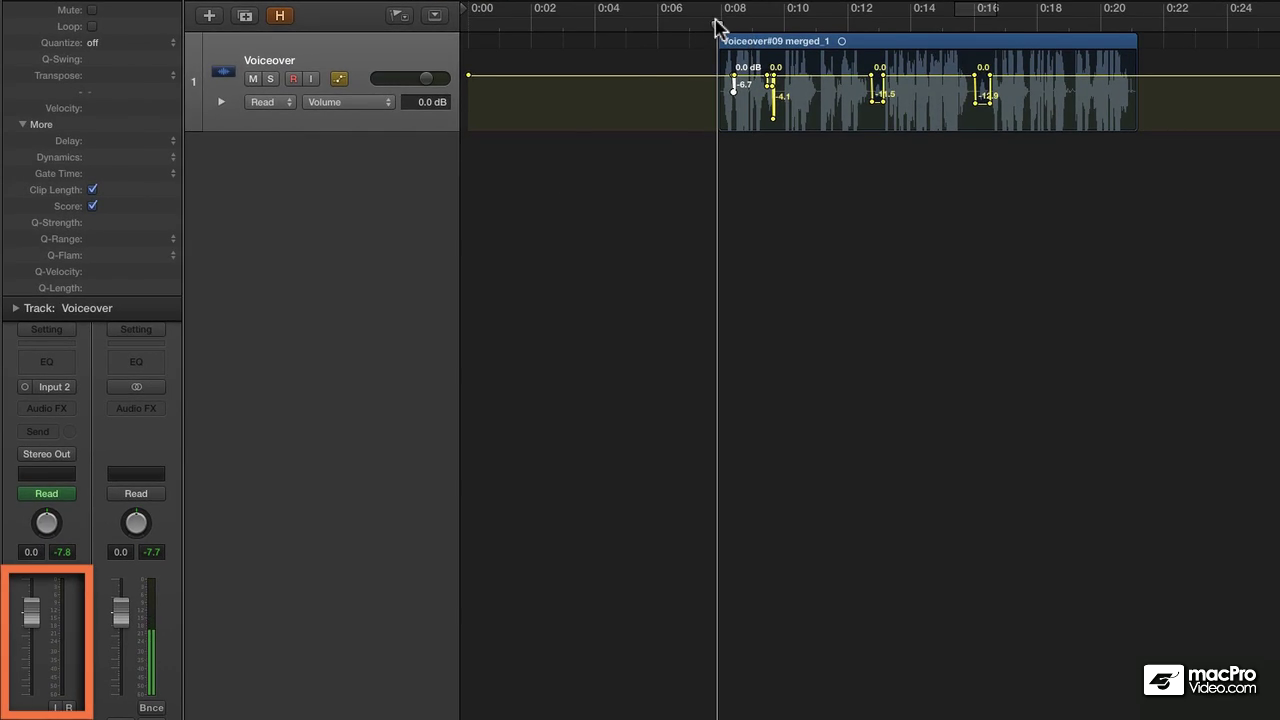 Mute:
Loop:
Quantize: off
Q-Swing:
Transpose:
- -
Velocity:
More
Delay:
Dynamics:
Gate Time:
Clip Length:
Score:
Q-Strength:
Q-Range:
Q-Flam:
Q-Velocity:
Q-Length:
Track: Voiceover
Setting Setting
EQ EQ
Input 2
Audio FX Audio FX
Send
Stereo Out
Read Read
0.0 -7.8 0.0 -7.7
Bnce
H
1
Voiceover
M S R I
Read Volume 0.0 dB
0:00 0:02 0:04 0:06 0:08 0:10 0:12 0:14 0:16 0:18 0:20 0:22 0:24
Voiceover#09 merged_1
0.0 dB 0.0 0.0 0.0
-6.7 -4.1 -11.5 -12.9
macPro
Video.com